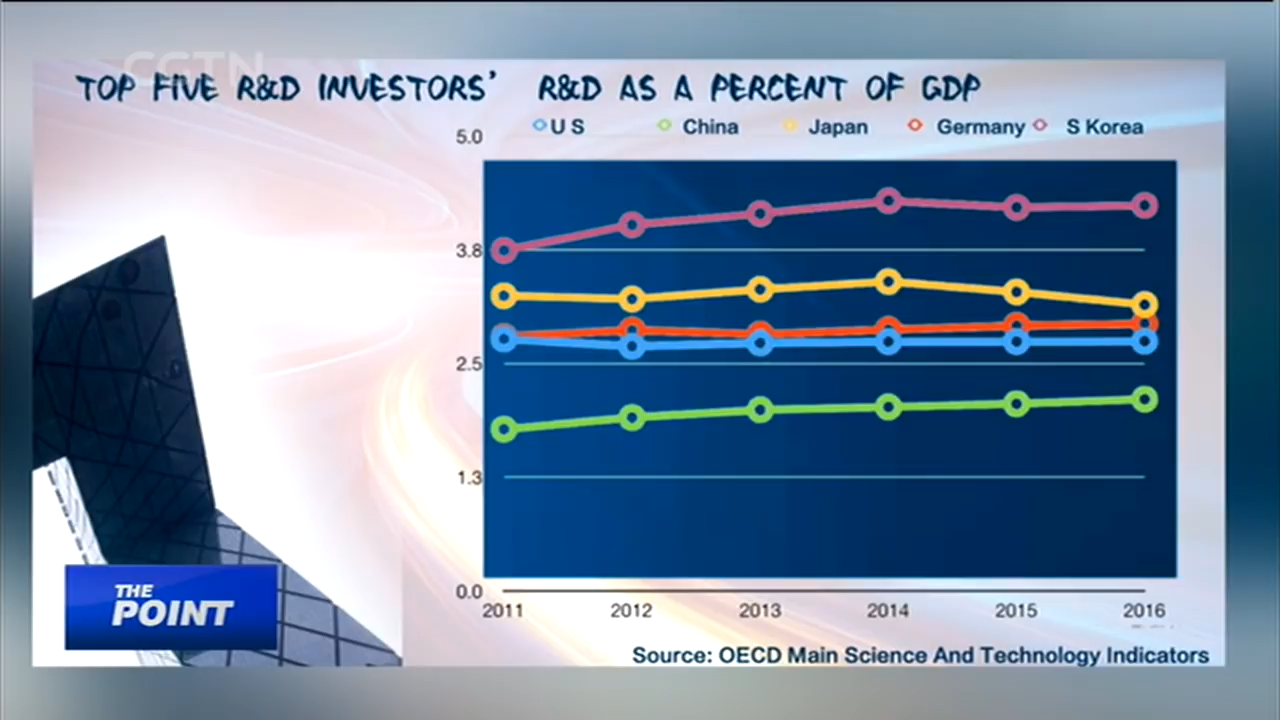 CGTN
TOP FIVE R&D INVESTORS' R&D AS A PERCENT OF GDP
U S China Japan Germany S Korea
5.0
3.8
2.5
1.3
0.0
2011 2012 2013 2014 2015 2016
THE
POINT
Source: OECD Main Science And Technology Indicators